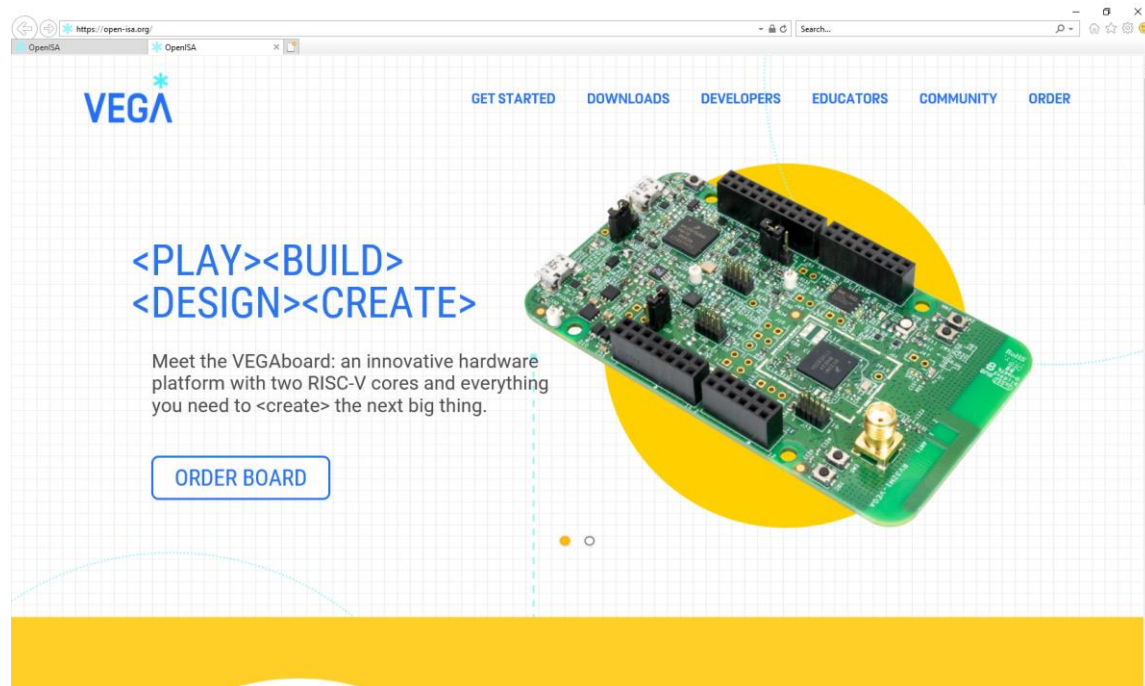 https://open-isa.org/
Search...
OpenISA
OpenISA
VEGA
GET STARTED DOWNLOADS DEVELOPERS EDUCATORS COMMUNITY ORDER
<PLAY><BUILD>
<DESIGN><CREATE>
Meet the VEGAboard: an innovative hardware
platform with two RISC-V cores and everything
you need to <create> the next big thing.
ORDER BOARD
RV32M1-VEGA